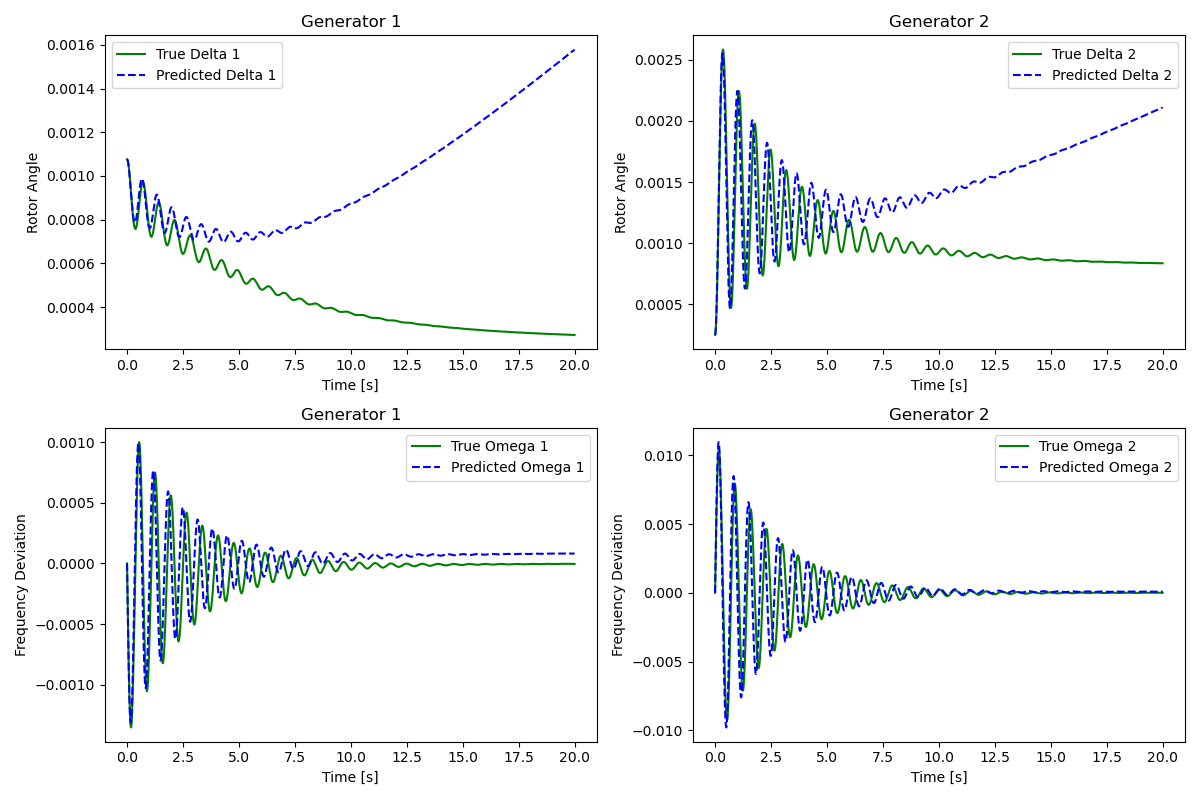 Generator 1
True Delta 1
Predicted Delta 1
0.0016
0.0014
0.0012
0.0010
0.0008
0.0006
0.0004
Rotor Angle
0.0 2.5 5.0 7.5 10.0 12.5 15.0 17.5 20.0
Time [s]
Generator 2
True Delta 2
Predicted Delta 2
0.0025
0.0020
0.0015
0.0010
0.0005
Rotor Angle
0.0 2.5 5.0 7.5 10.0 12.5 15.0 17.5 20.0
Time [s]
Generator 1
True Omega 1
Predicted Omega 1
0.0010
0.0005
0.0000
−0.0005
−0.0010
Frequency Deviation
0.0 2.5 5.0 7.5 10.0 12.5 15.0 17.5 20.0
Time [s]
Generator 2
True Omega 2
Predicted Omega 2
0.010
0.005
0.000
−0.005
−0.010
Frequency Deviation
0.0 2.5 5.0 7.5 10.0 12.5 15.0 17.5 20.0
Time [s]